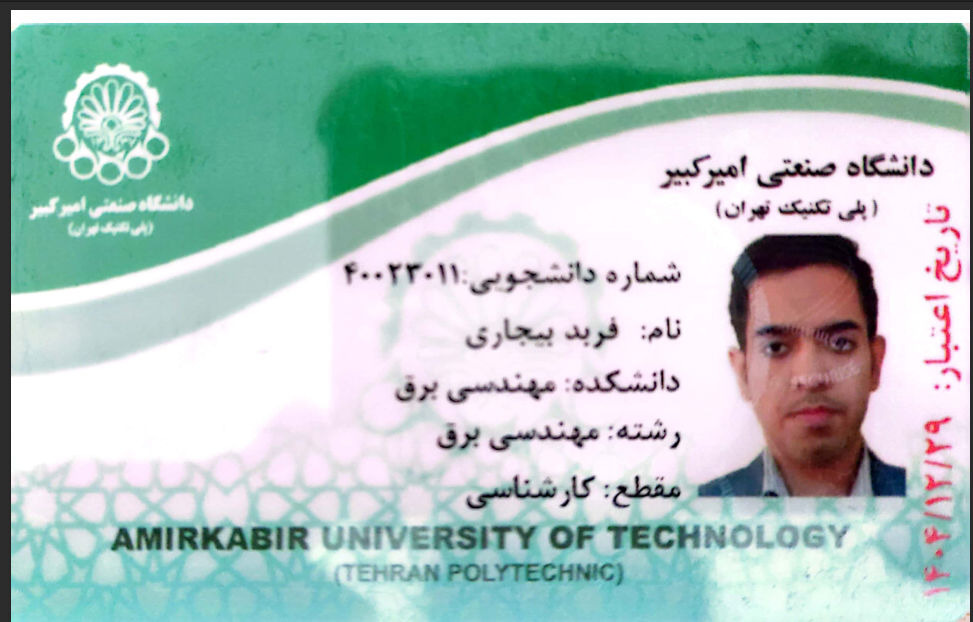 دانشگاه صنعتی امیرکبیر
(پلی تکنیک تهران)
دانشگاه صنعتی امیرکبیر
(پلی تکنیک تهران)
شماره دانشجویی:۴۰۰۲۳۰۱۱
نام: فربد بیجاری
دانشکده: مهندسی برق
رشته: مهندسی برق
مقطع: کارشناسی
تاریخ اعتبار: ۱۴۰۴/۱۲/۲۹
AMIRKABIR UNIVERSITY OF TECHNOLOGY
(TEHRAN POLYTECHNIC)